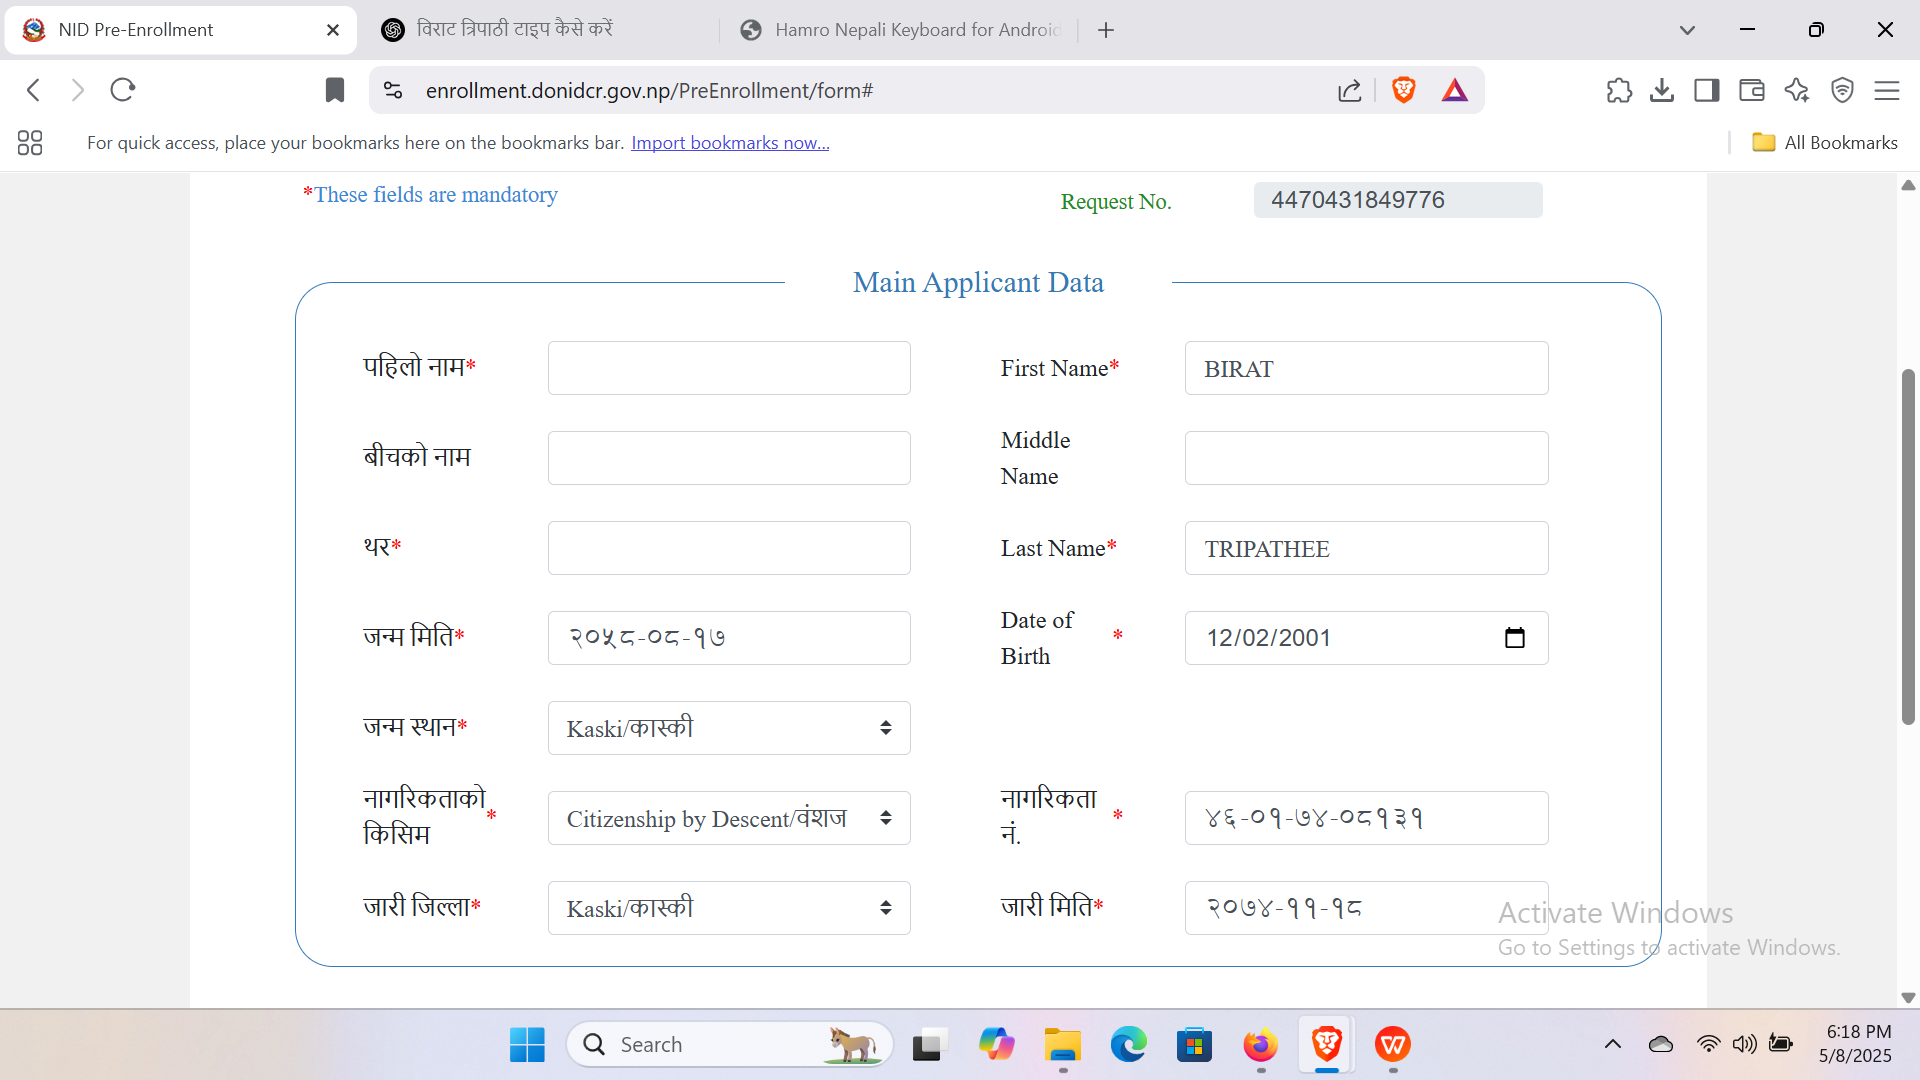 NID Pre-Enrollment
विराट त्रिपाठी टाइप कैसे करें
Hamro Nepali Keyboard for Android
enrollment.donidcr.gov.np/PreEnrollment/form#
For quick access, place your bookmarks here on the bookmarks bar. Import bookmarks now...
All Bookmarks
*These fields are mandatory
Request No. 4470431849776
Main Applicant Data
पहिलो नाम*
First Name* BIRAT
बीचको नाम
Middle Name
थर*
Last Name* TRIPATHEE
जन्म मिति* २०५८-०८-१७
Date of Birth * 12/02/2001
जन्म स्थान* Kaski/कास्की
नागरिकताको किसिम * Citizenship by Descent/वंशज
नागरिकता नं. * ४६-०१-७४-०८१३१
जारी जिल्ला* Kaski/कास्की
जारी मिति* २०७४-११-१८
Activate Windows
Go to Settings to activate Windows.
Search
6:18 PM
5/8/2025